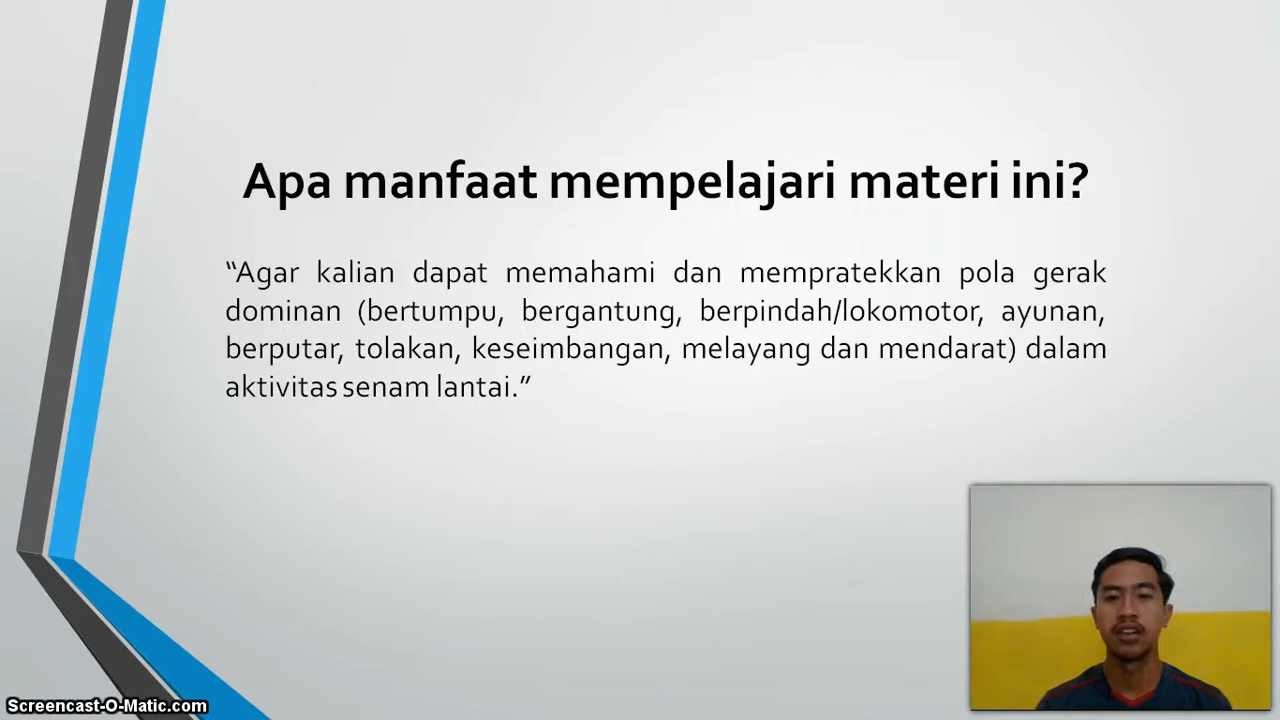 Apa manfaat mempelajari materi ini?
“Agar kalian dapat memahami dan mempratekkan pola gerak
dominan (bertumpu, bergantung, berpindah/lokomotor, ayunan,
berputar, tolakan, keseimbangan, melayang dan mendarat) dalam
aktivitas senam lantai.”
Screencast-O-Matic.com